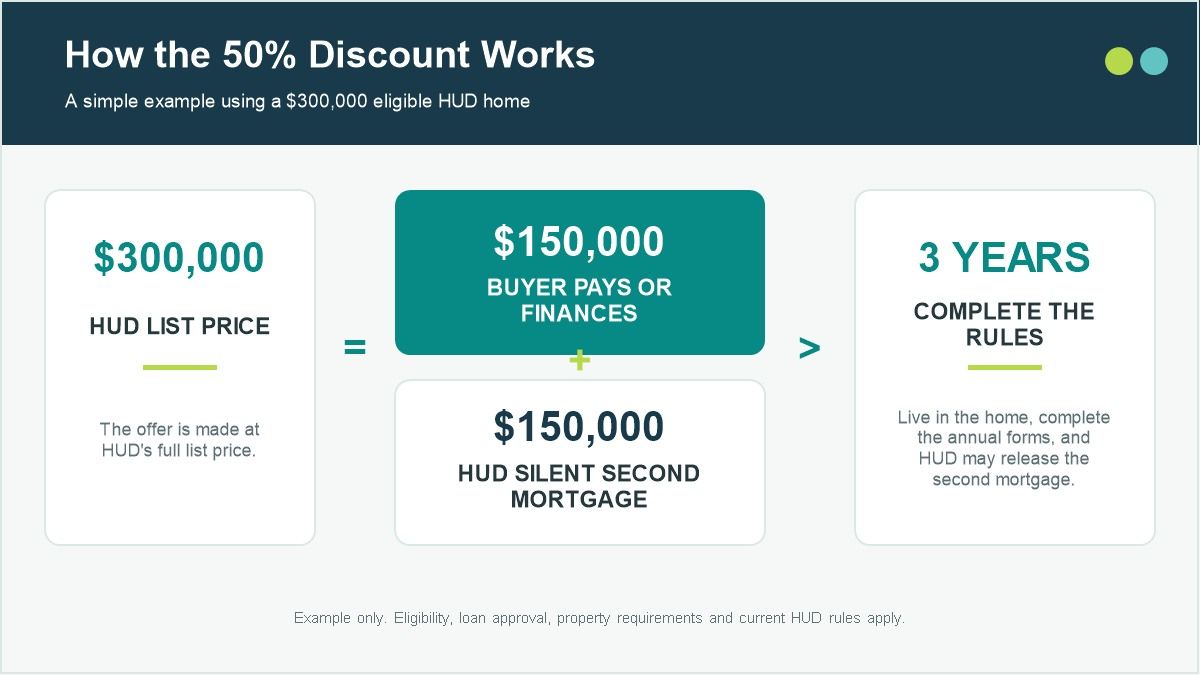 How the 50% Discount Works
A simple example using a $300,000 eligible HUD home
$300,000
HUD LIST PRICE
The offer is made at
HUD's full list price.
=
$150,000
BUYER PAYS OR
FINANCES
+
$150,000
HUD SILENT SECOND
MORTGAGE
>
3 YEARS
COMPLETE THE
RULES
Live in the home, complete
the annual forms, and
HUD may release the
second mortgage.
Example only. Eligibility, loan approval, property requirements and current HUD rules apply.